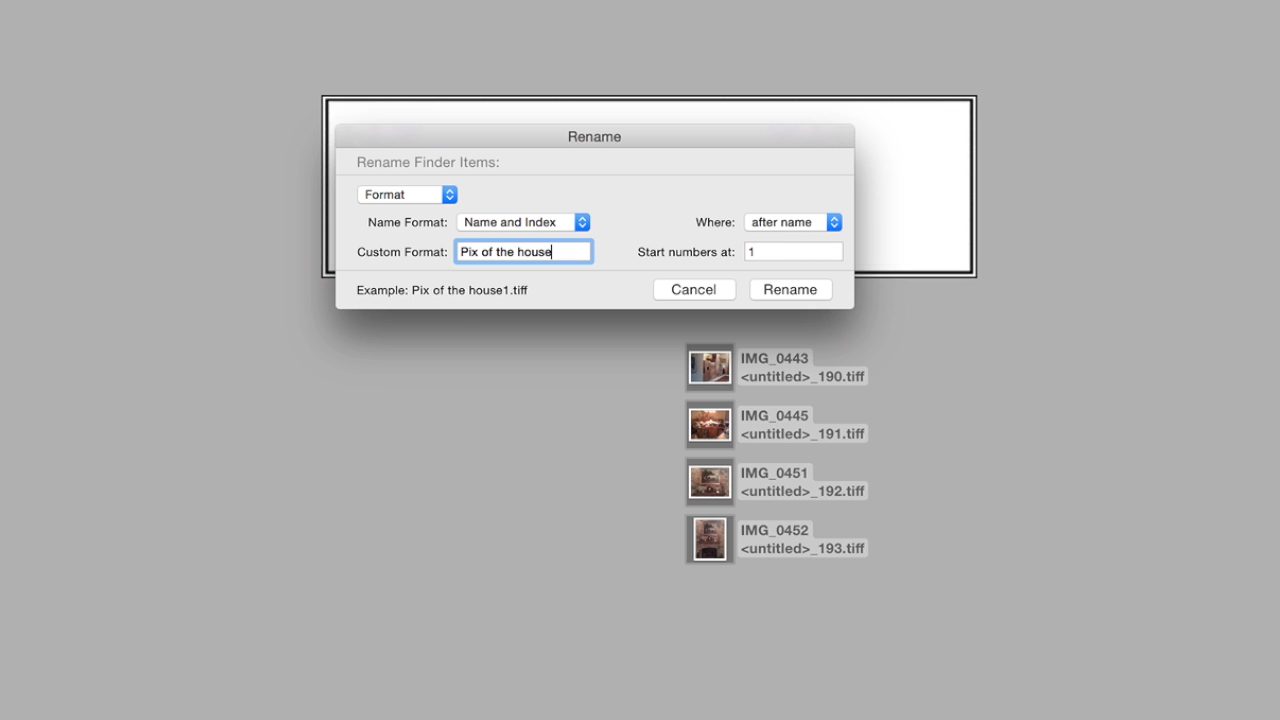 Rename
Rename Finder Items:
Format
Name Format: Name and Index Where: after name
Custom Format: Pix of the house Start numbers at: 1
Example: Pix of the house1.tiff Cancel Rename
IMG_0443
<untitled>_190.tiff
IMG_0445
<untitled>_191.tiff
IMG_0451
<untitled>_192.tiff
IMG_0452
<untitled>_193.tiff